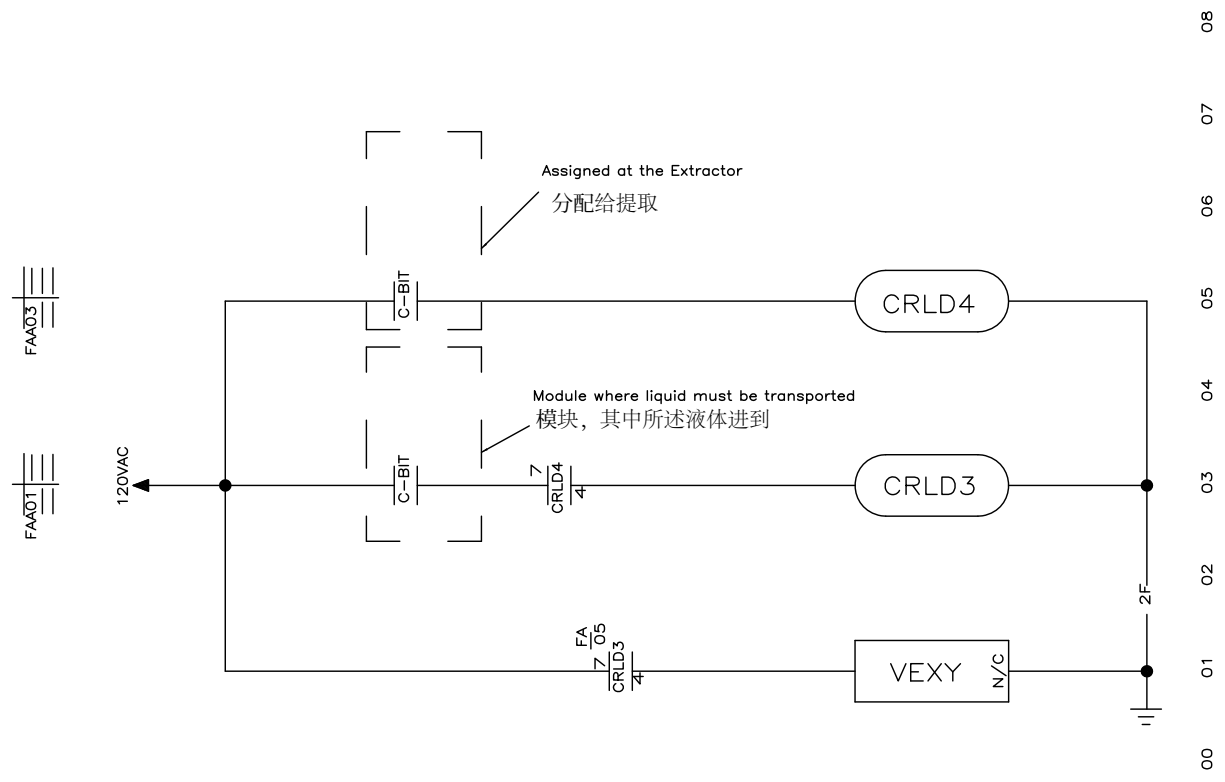 08
07
Assigned at the Extractor
分配给提取
06
FAA03
C-BIT
CRLD4
05
Module where liquid must be transported
模块，其中所述液体进到
04
FAA01
120VAC
C-BIT
7
CRLD4
4
CRLD3
03
02
2F
FA
05
7
CRLD3
4
VEXY
N/C
01
00